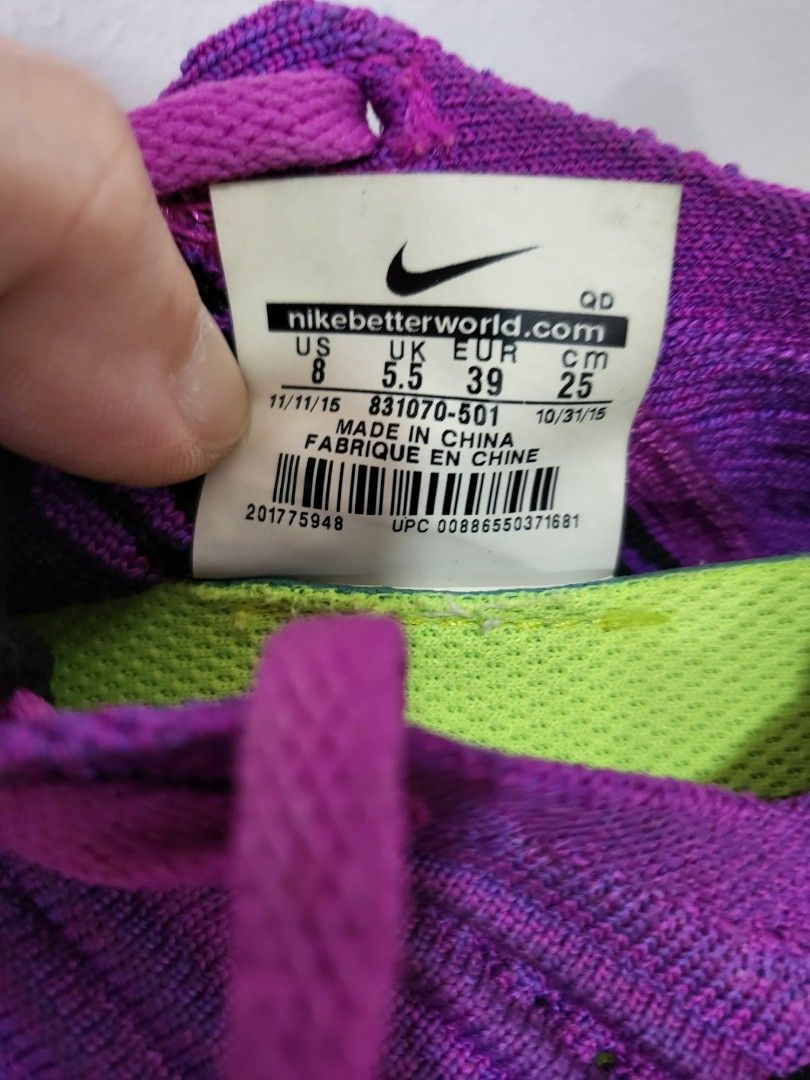 QD
nikebetterworld.com
US UK EUR cm
8 5.5 39 25
11/11/15 831070-501 10/31/15
MADE IN CHINA
FABRIQUE EN CHINE
201775948 UPC 00886550371681